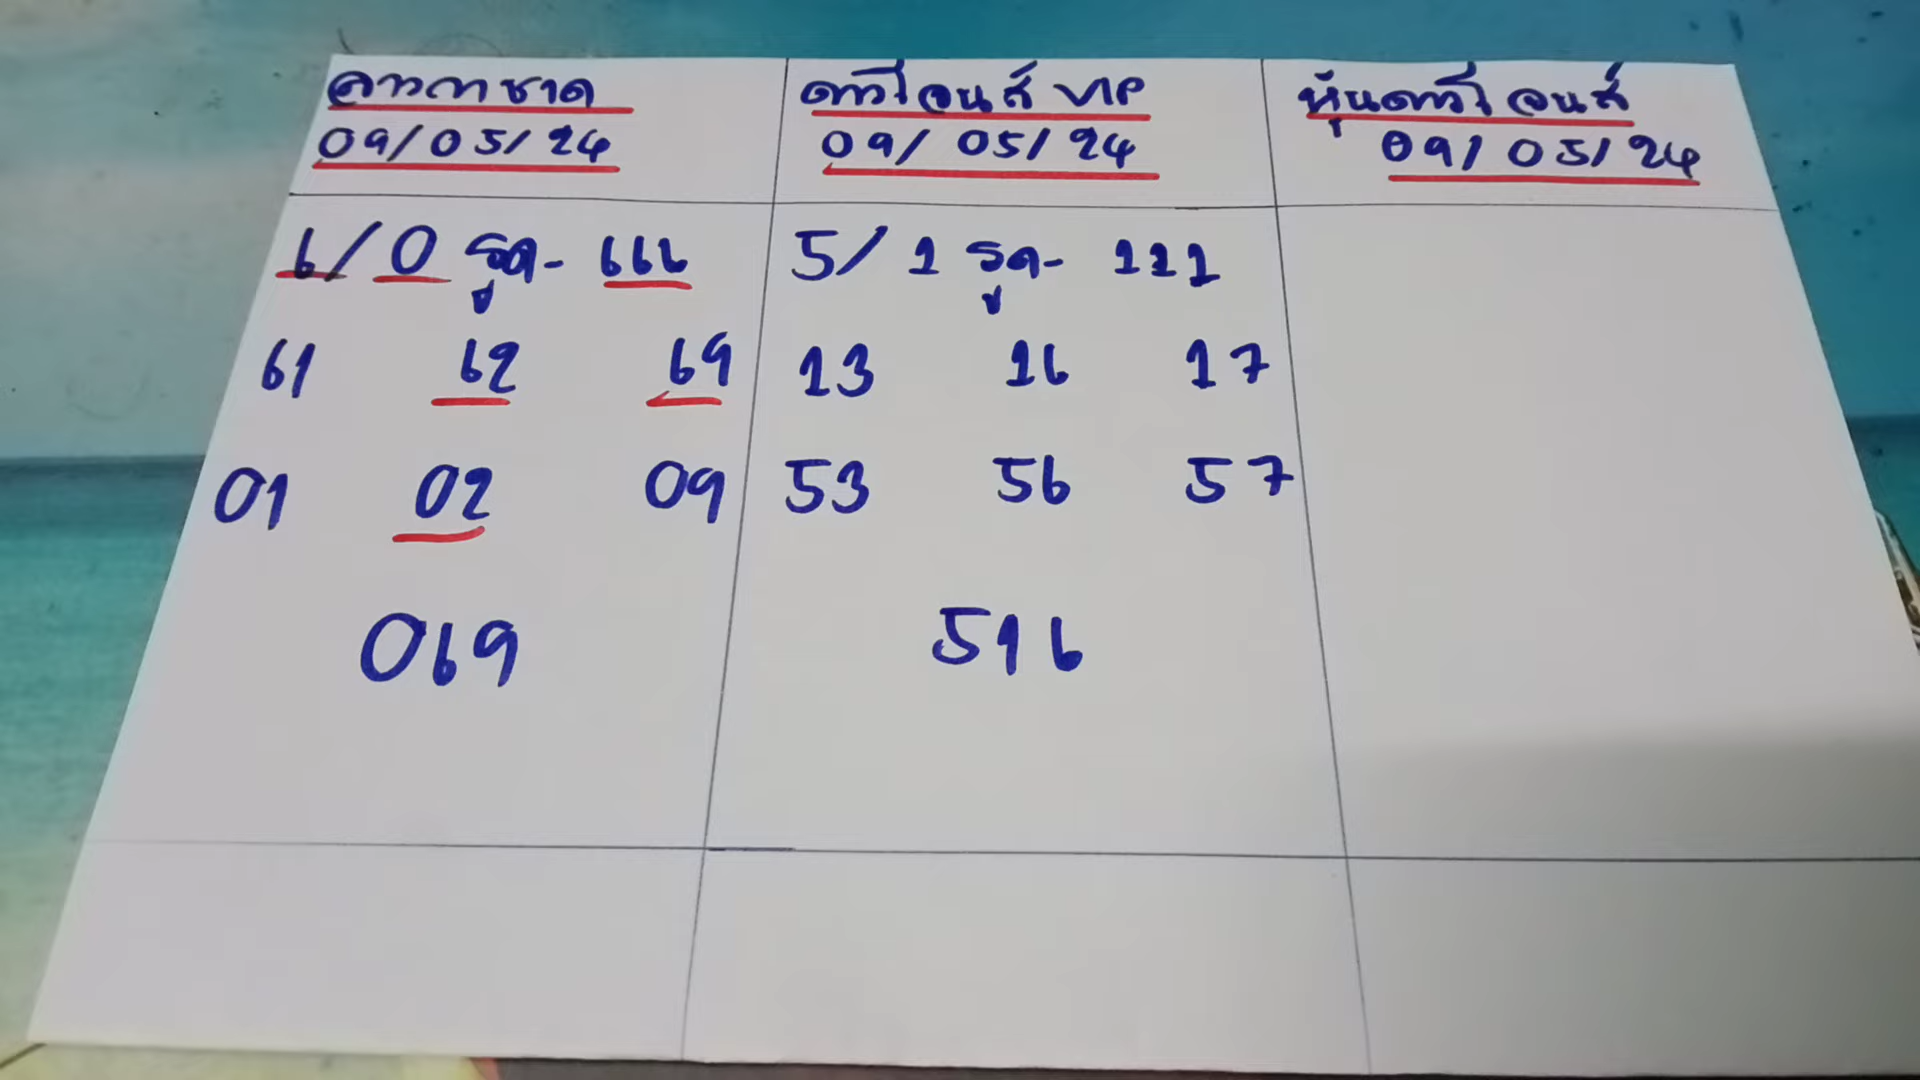 ลาวกาชาด
09/05/24
6/0 รูด- 666
61 62 69
01 02 09
069
ดาวโจนส์ VIP
09/05/24
5/1 รูด- 111
13 16 17
53 56 57
516
หุ้นดาวโจนส์
09/05/24